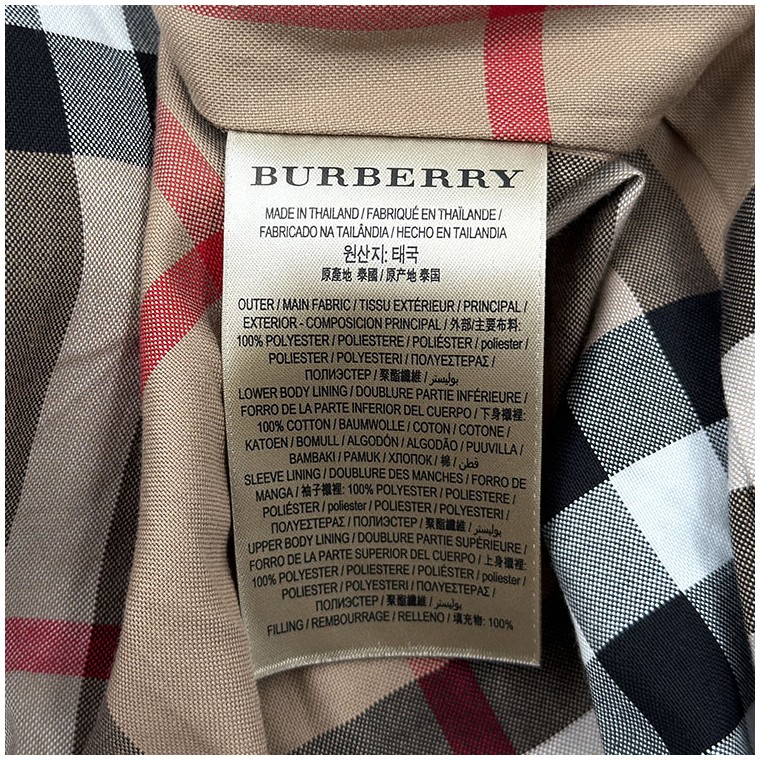 BURBERRY
MADE IN THAILAND / FABRIQUÉ EN THAÏLANDE /
FABRICADO NA TAILÂNDIA / HECHO EN TAILANDIA
원산지: 태국
原產地 泰國 / 原产地 泰国
OUTER / MAIN FABRIC / TISSU EXTÉRIEUR / PRINCIPAL /
EXTERIOR - COMPOSICION PRINCIPAL / 外部/主要布料:
100% POLYESTER / POLIESTERE / POLIÉSTER / poliester /
POLIESTER / POLYESTERI / ΠΟΛΥΕΣΤΕΡΑΣ /
ПОЛИЭСТЕР / 聚酯纖維 / بوليستر
LOWER BODY LINING / DOUBLURE PARTIE INFÉRIEURE /
FORRO DE LA PARTE INFERIOR DEL CUERPO / 下身襯裡:
100% COTTON / BAUMWOLLE / COTON / COTONE /
KATOEN / BOMULL / ALGODÓN / ALGODÃO / PUUVILLA /
BAMBAKI / PAMUK / ХЛОПОК / 棉 / قطن
SLEEVE LINING / DOUBLURE DES MANCHES / FORRO DE
MANGA / 袖子襯裡: 100% POLYESTER / POLIESTERE /
POLIÉSTER / poliester / POLIESTER / POLYESTERI /
ΠΟΛΥΕΣΤΕΡΑΣ / ПОЛИЭСТЕР / 聚酯纖維 / بوليستر
UPPER BODY LINING / DOUBLURE PARTIE SUPÉRIEURE /
FORRO DE LA PARTE SUPERIOR DEL CUERPO / 上身襯裡:
100% POLYESTER / POLIESTERE / POLIÉSTER / poliester /
POLIESTER / POLYESTERI / ΠΟΛΥΕΣΤΕΡΑΣ /
ПОЛИЭСТЕР / 聚酯纖維 / بوليستر
FILLING / REMBOURRAGE / RELLENO / 填充物: 100%